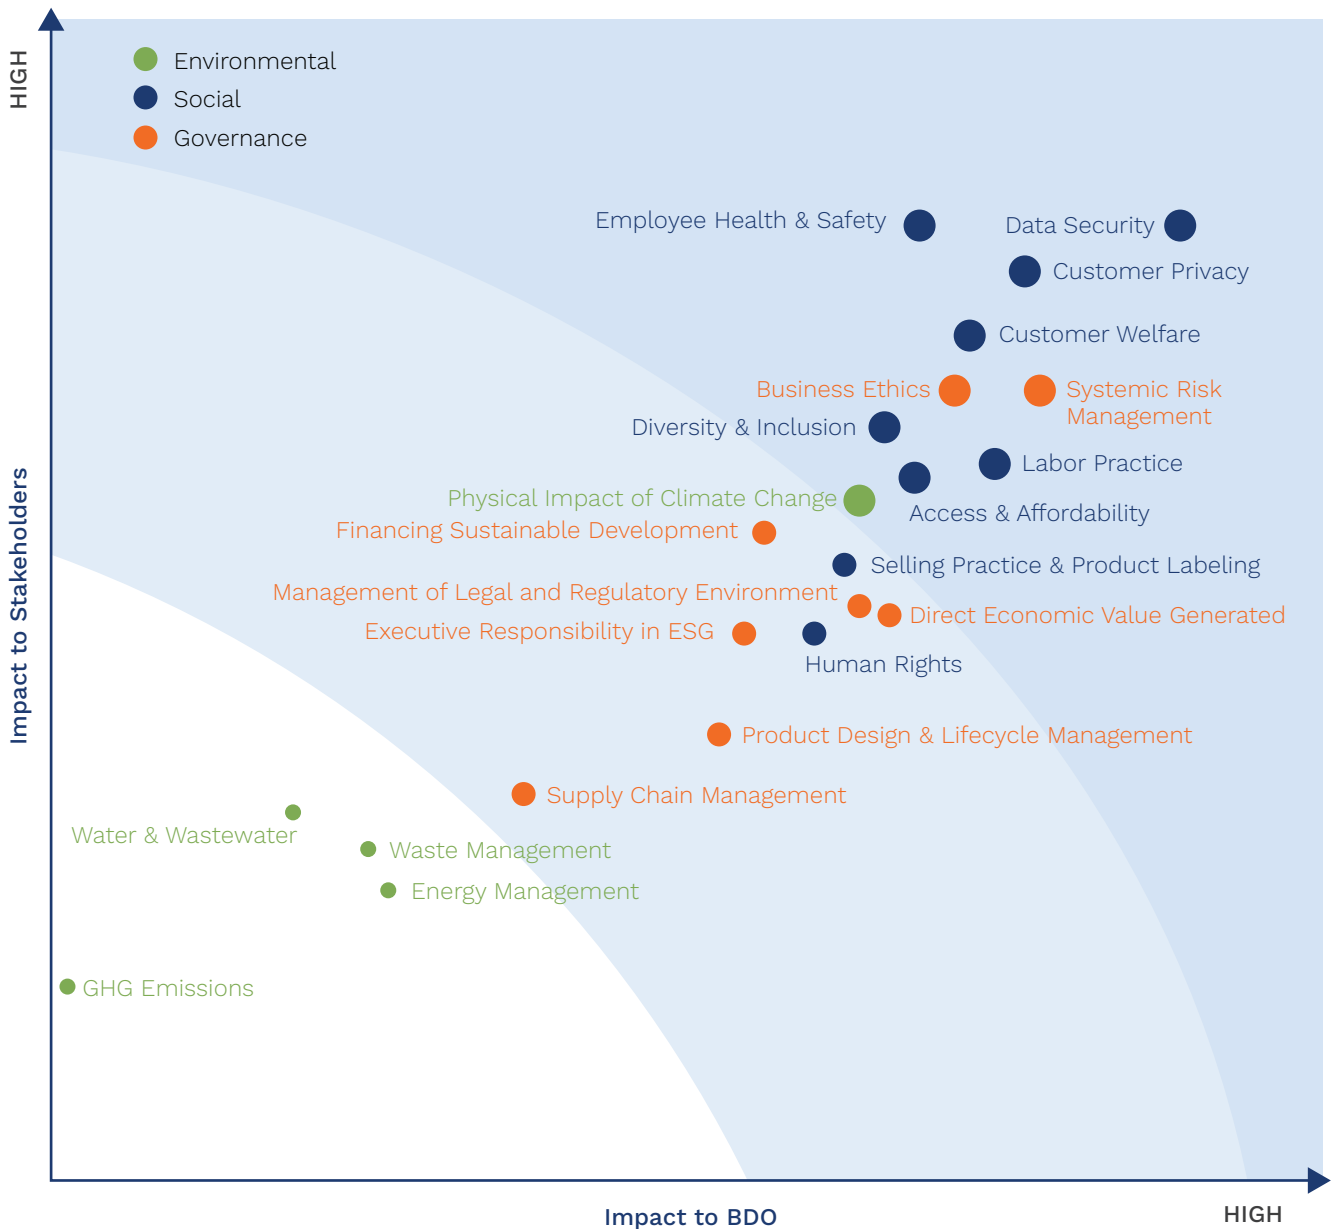 HIGH
Environmental
Social
Governance
Employee Health & Safety
Data Security
Customer Privacy
Customer Welfare
Business Ethics
Systemic Risk
Management
Diversity & Inclusion
Labor Practice
Physical Impact of Climate Change
Access & Affordability
Financing Sustainable Development
Selling Practice & Product Labeling
Management of Legal and Regulatory Environment
Direct Economic Value Generated
Executive Responsibility in ESG
Human Rights
Product Design & Lifecycle Management
Supply Chain Management
Water & Wastewater
Waste Management
Energy Management
GHG Emissions
Impact to Stakeholders
Impact to BDO
HIGH